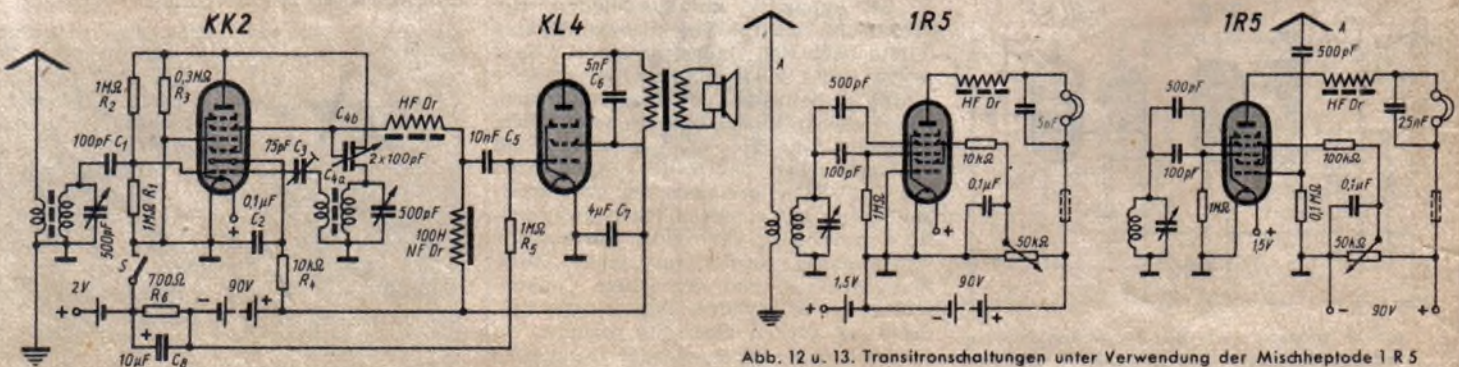 KK2
KL4
1R5
1R5
1MΩ
R2
0,3MΩ
R3
100pF C1
1MΩ R1
500pF
0,1µF
C2
75pF C3
C4b
2x100pF
C4a
500pF
HF Dr
10nF C5
5nF
C6
100H
NF Dr
1MΩ
R5
4µF C7
10kΩ
R4
S
2V
700Ω
R6
90V
10µF C8
A
500pF
100pF
1MΩ
HF Dr
5nF
10kΩ
0,1µF
50kΩ
1,5V
90V
A
500pF
500pF
100pF
1MΩ
HF Dr
25nF
100kΩ
0,1µF
0,1MΩ
50kΩ
1,5V
90V
Abb. 12 u. 13. Transitronschaltungen unter Verwendung der Mischheptode 1 R 5